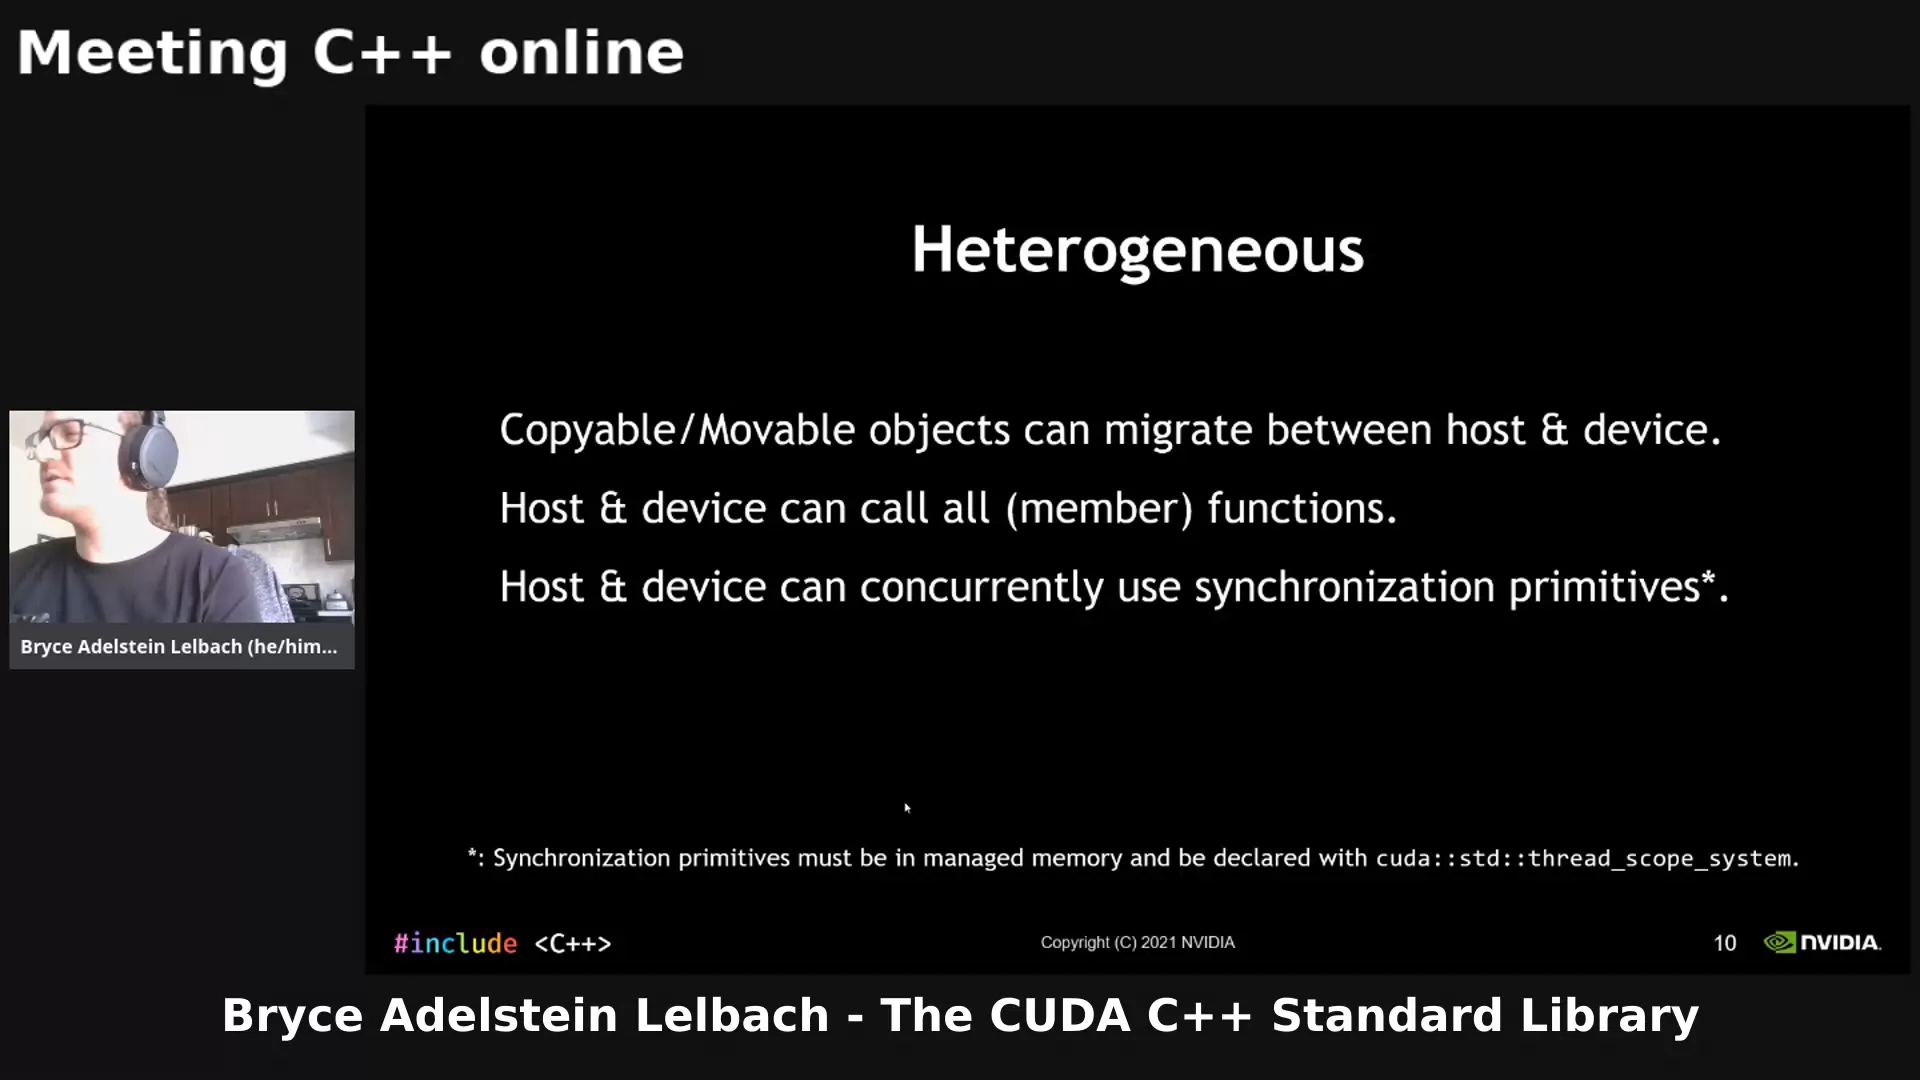 Meeting C++ online
Heterogeneous
Copyable/Movable objects can migrate between host & device.
Host & device can call all (member) functions.
Host & device can concurrently use synchronization primitives*.
Bryce Adelstein Lelbach (he/him...
*: Synchronization primitives must be in managed memory and be declared with cuda::std::thread_scope_system.
#include <C++>
Copyright (C) 2021 NVIDIA
10
NVIDIA.
Bryce Adelstein Lelbach - The CUDA C++ Standard Library